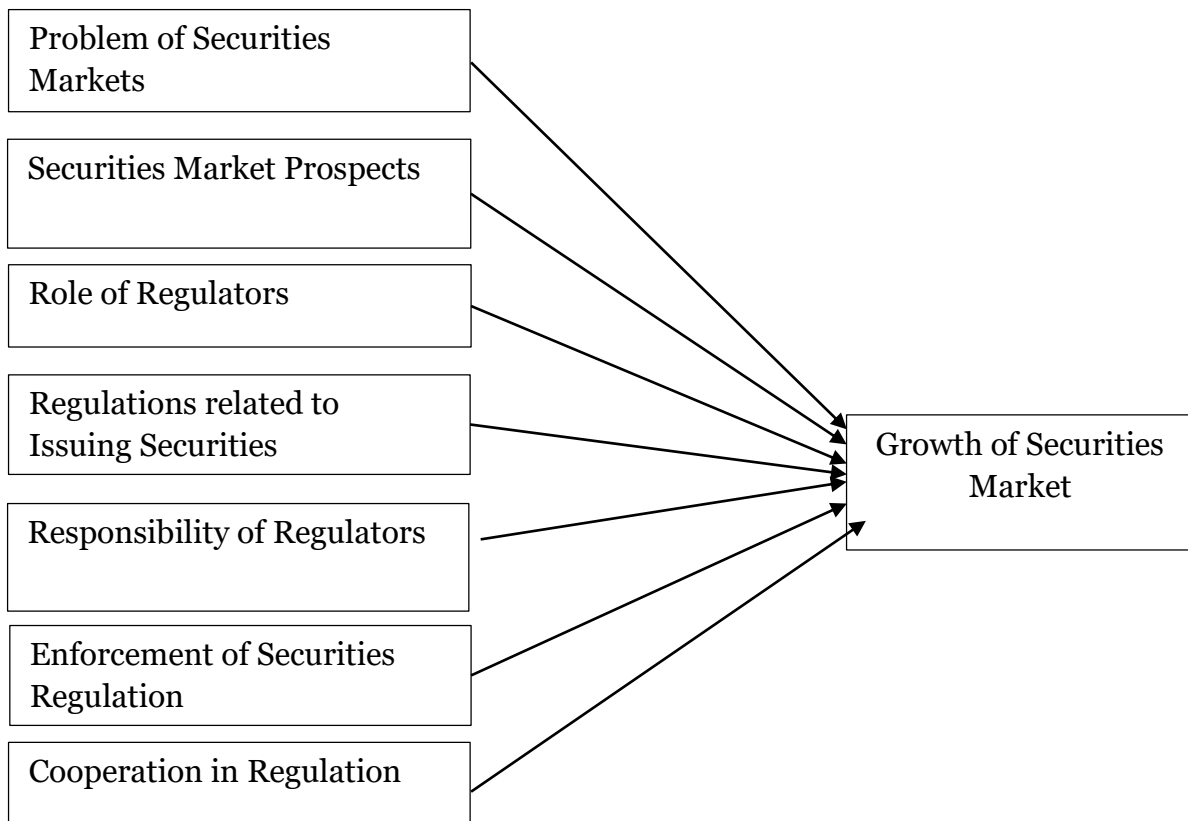 Problem of Securities
Markets
Securities Market Prospects
Role of Regulators
Regulations related to
Issuing Securities
Responsibility of Regulators
Enforcement of Securities
Regulation
Cooperation in Regulation
Growth of Securities
Market